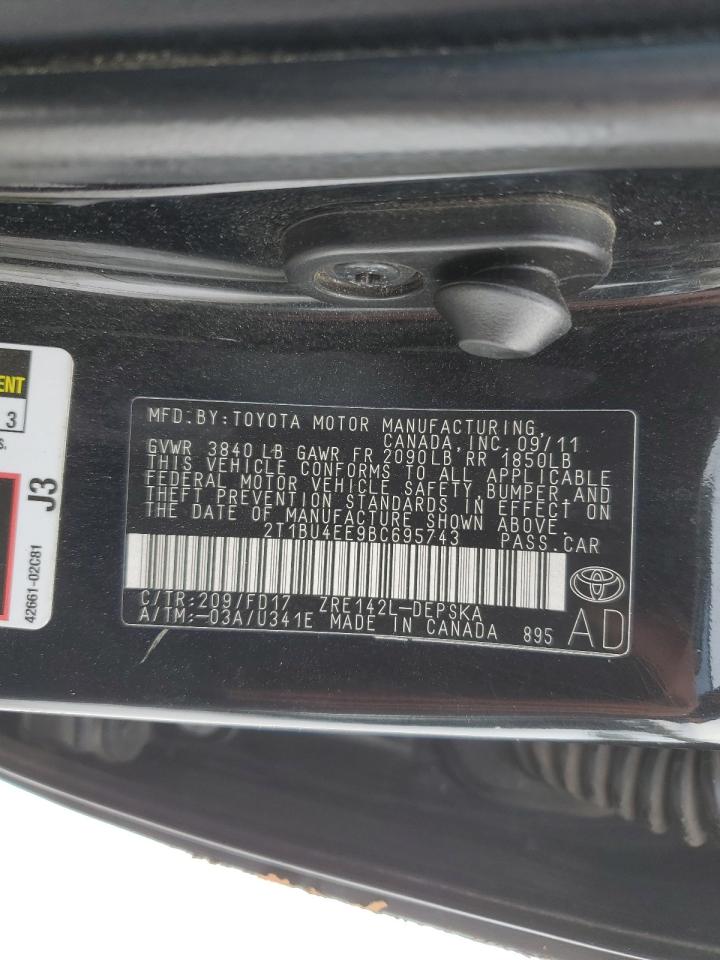 MFD.BY:TOYOTA MOTOR MANUFACTURING,
CANADA,INC. 09/11
GVWR 3840 LB GAWR FR 2090LB RR 1850LB
THIS VEHICLE CONFORMS TO ALL APPLICABLE
FEDERAL MOTOR VEHICLE SAFETY,BUMPER,AND
THEFT PREVENTION STANDARDS IN EFFECT ON
THE DATE OF MANUFACTURE SHOWN ABOVE.
2T1BU4EE9BC695743 PASS.CAR
C/TR:209/FD17 ZRE142L-DEPSKA
A/TM:-03A/U341E MADE IN CANADA 895 AD
3
J3
42661-02C81